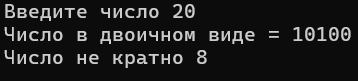 Введите число 20
Число в двоичном виде = 10100
Число не кратно 8